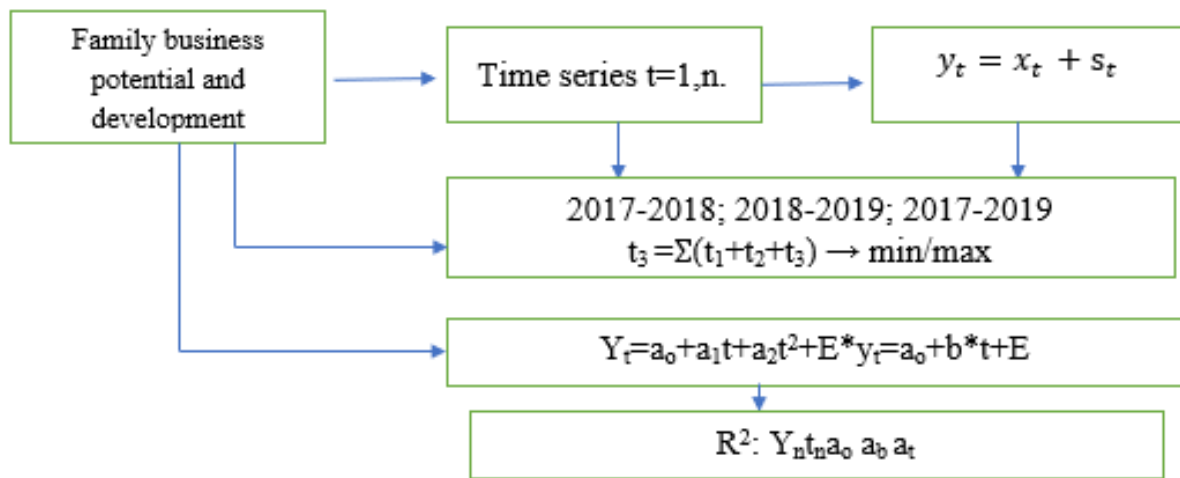 Family business
potential and
development
Time series t=1,n.
yₜ = xₜ + sₜ
2017-2018; 2018-2019; 2017-2019
t₃ =Σ(t₁+t₂+t₃) → min/max
Yₜ=aₒ+a₁t+a₂t²+E*yₜ=aₒ+b*t+E
R²: Yₙtₙaₒ a_b aₜ